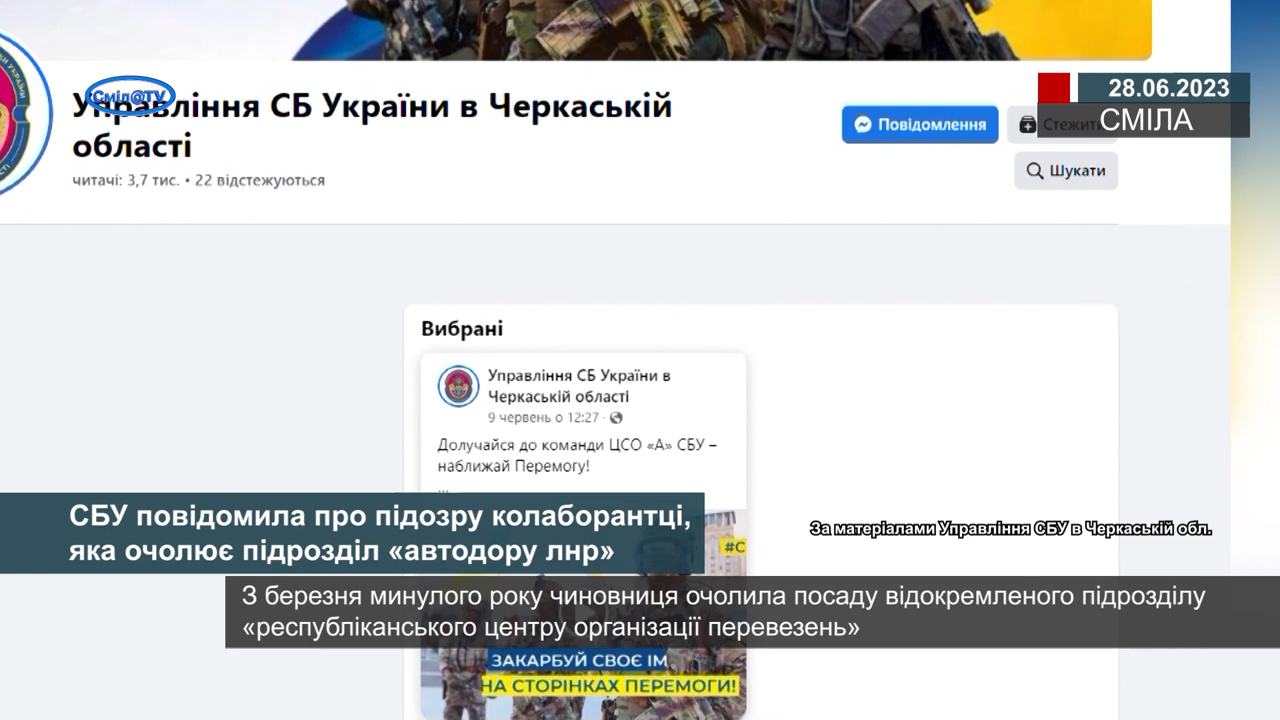 Сміл@TV
Управління СБ України в Черкаській
області
читачі: 3,7 тис. • 22 відстежуються
Повідомлення
Стежити
Шукати
28.06.2023
СМІЛА
Вибрані
Управління СБ України в
Черкаській області
9 червень о 12:27 ·
Долучайся до команди ЦСО «А» СБУ –
наближай Перемогу!
#С
СБУ повідомила про підозру колаборантці,
яка очолює підрозділ «автодору лнр»
За матеріалами Управління СБУ в Черкаській обл.
З березня минулого року чиновниця очолила посаду відокремленого підрозділу
«республіканського центру організації перевезень»
ЗАКАРБУЙ СВОЄ ІМ
НА СТОРІНКАХ ПЕРЕМОГИ!